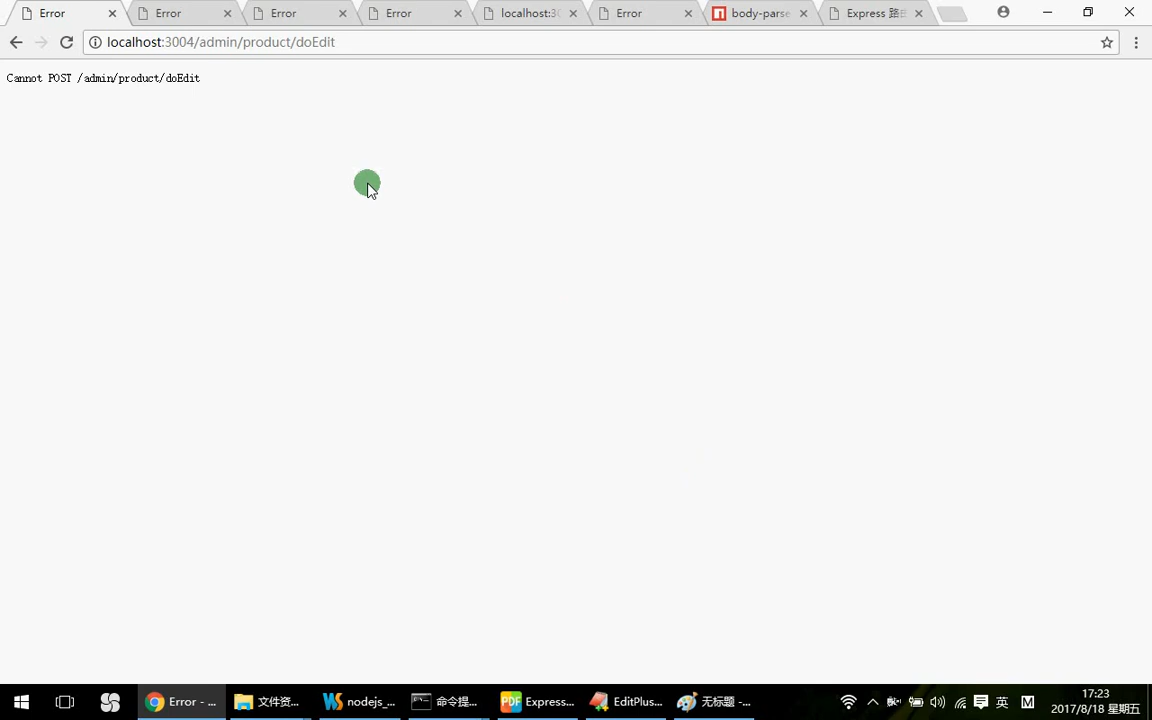 Error
Error
Error
Error
localhost:30
Error
body-parse
Express 路由
localhost:3004/admin/product/doEdit
Cannot POST /admin/product/doEdit
Error - ...
文件资...
nodejs_...
命令提...
Express...
EditPlus...
无标题 -...
英
M
17:23
2017/8/18 星期五